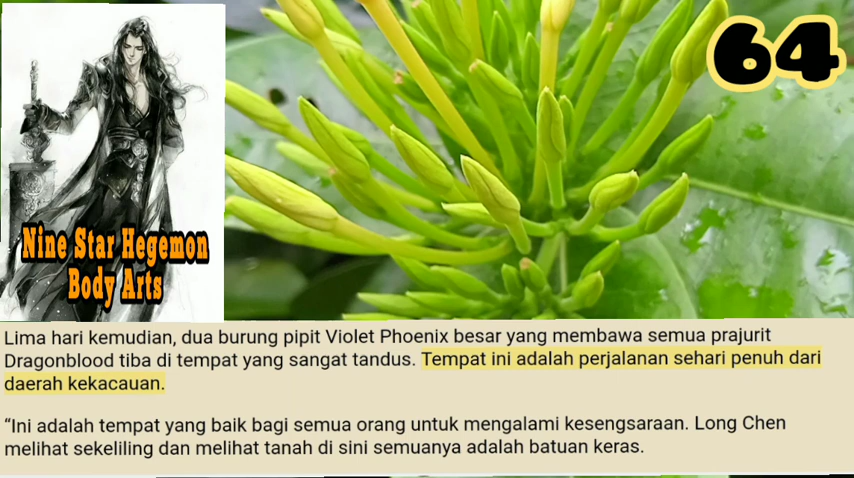 64
Nine Star Hegemon
Body Arts
Lima hari kemudian, dua burung pipit Violet Phoenix besar yang membawa semua prajurit
Dragonblood tiba di tempat yang sangat tandus. Tempat ini adalah perjalanan sehari penuh dari
daerah kekacauan.
“Ini adalah tempat yang baik bagi semua orang untuk mengalami kesengsaraan. Long Chen
melihat sekeliling dan melihat tanah di sini semuanya adalah batuan keras.